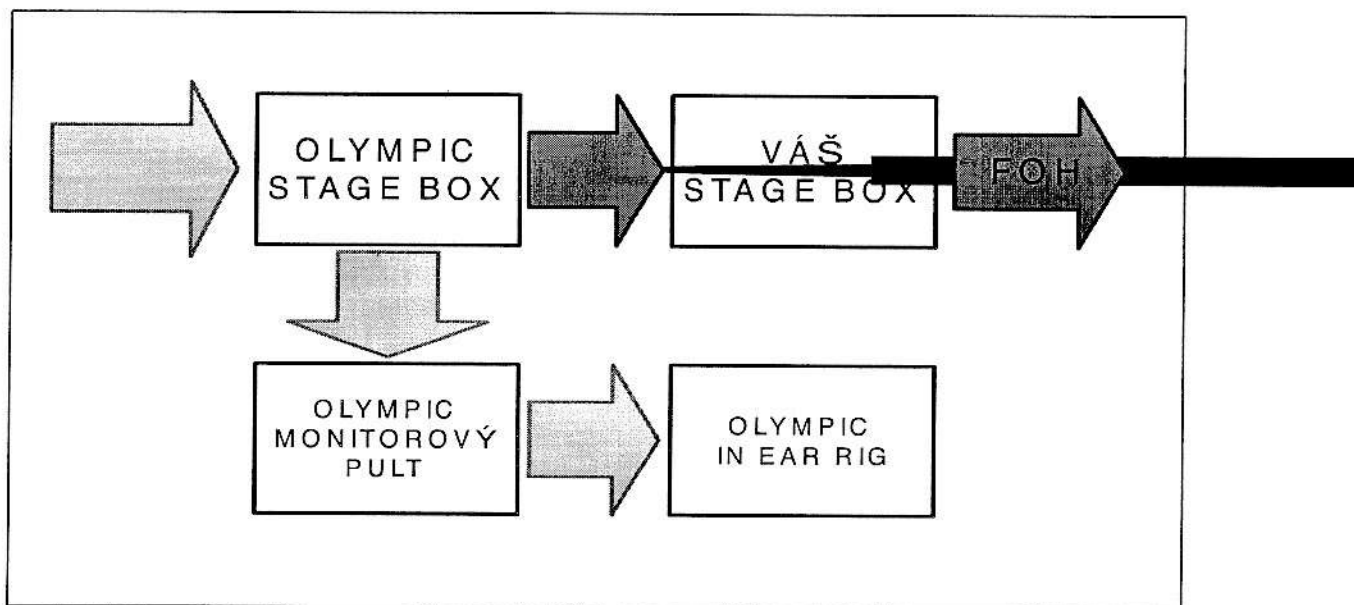 OLYMPIC
STAGE BOX
VÁŠ
STAGE BOX
FOH
OLYMPIC
MONITOROVÝ
PULT
OLYMPIC
IN EAR RIG